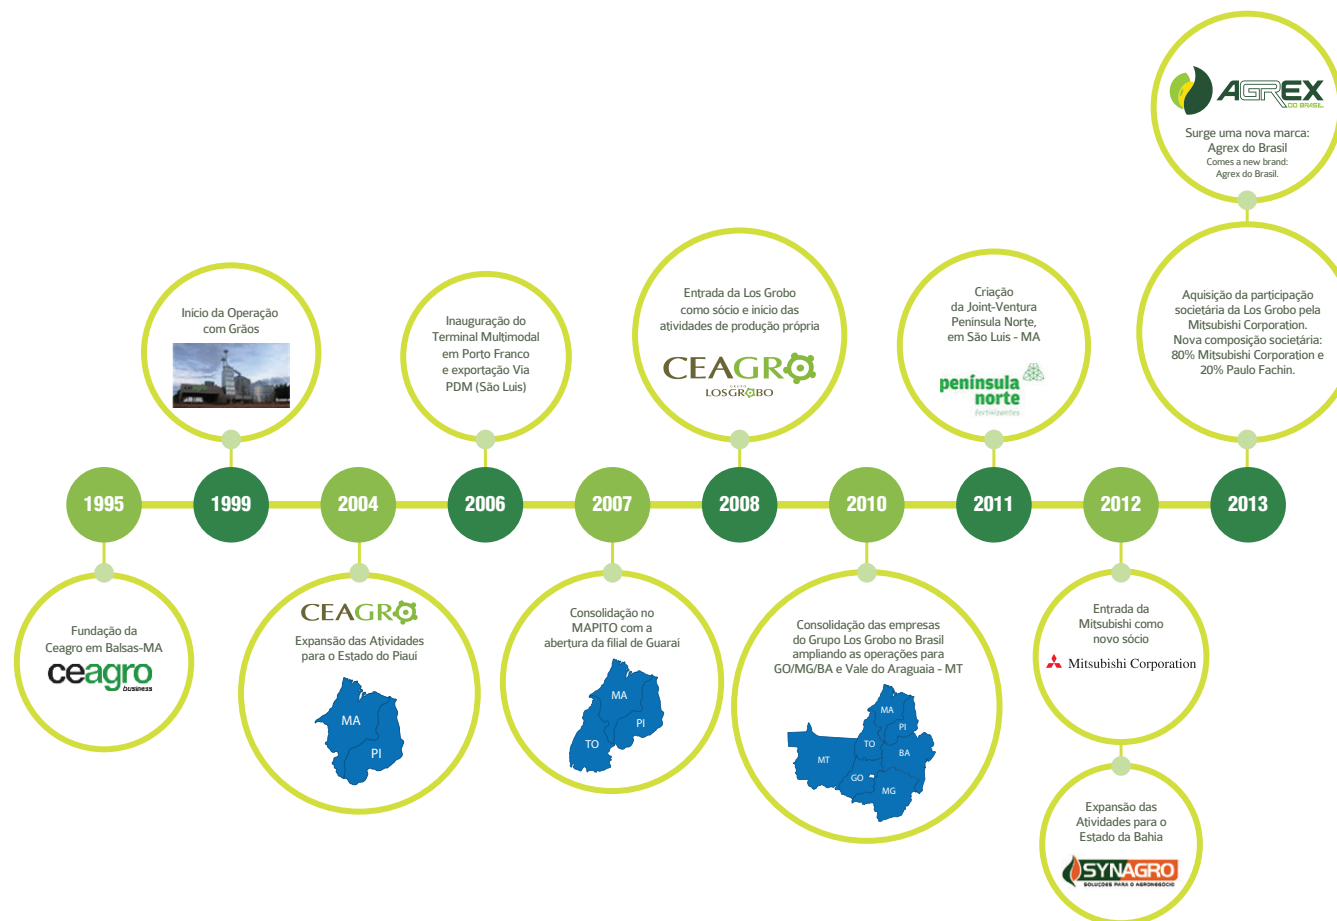 1995
Fundação da
Ceagro em Balsas-MA
ceagro
business
1999
Início da Operação
com Grãos
2004
CEAGRO
Expansão das Atividades
para o Estado do Piauí
MA
PI
2006
Inauguração do
Terminal Multimodal
em Porto Franco
e exportação Via
PDM (São Luis)
2007
Consolidação no
MAPITO com a
abertura da filial de Guaraí
MA
PI
TO
2008
Entrada da Los Grobo
como sócio e início das
atividades de produção própria
CEAGRO
GRUPO
LOSGROBO
2010
Consolidação das empresas
do Grupo Los Grobo no Brasil
ampliando as operações para
GO/MG/BA e Vale do Araguaia - MT
MA
PI
TO
BA
MT
GO
MG
2011
Criação
da Joint-Ventura
Península Norte,
em São Luis - MA
península
norte
fertilizantes
2012
Entrada da
Mitsubishi como
novo sócio
Mitsubishi Corporation
Expansão das
Atividades para o
Estado da Bahia
SYNAGRO
SOLUÇÕES PARA O AGRONEGÓCIO
2013
Aquisição da participação
societária da Los Grobo pela
Mitsubishi Corporation.
Nova composição societária:
80% Mitsubishi Corporation e
20% Paulo Fachin.
AGREX
DO BRASIL
Surge uma nova marca:
Agrex do Brasil
Comes a new brand:
Agrex do Brasil.